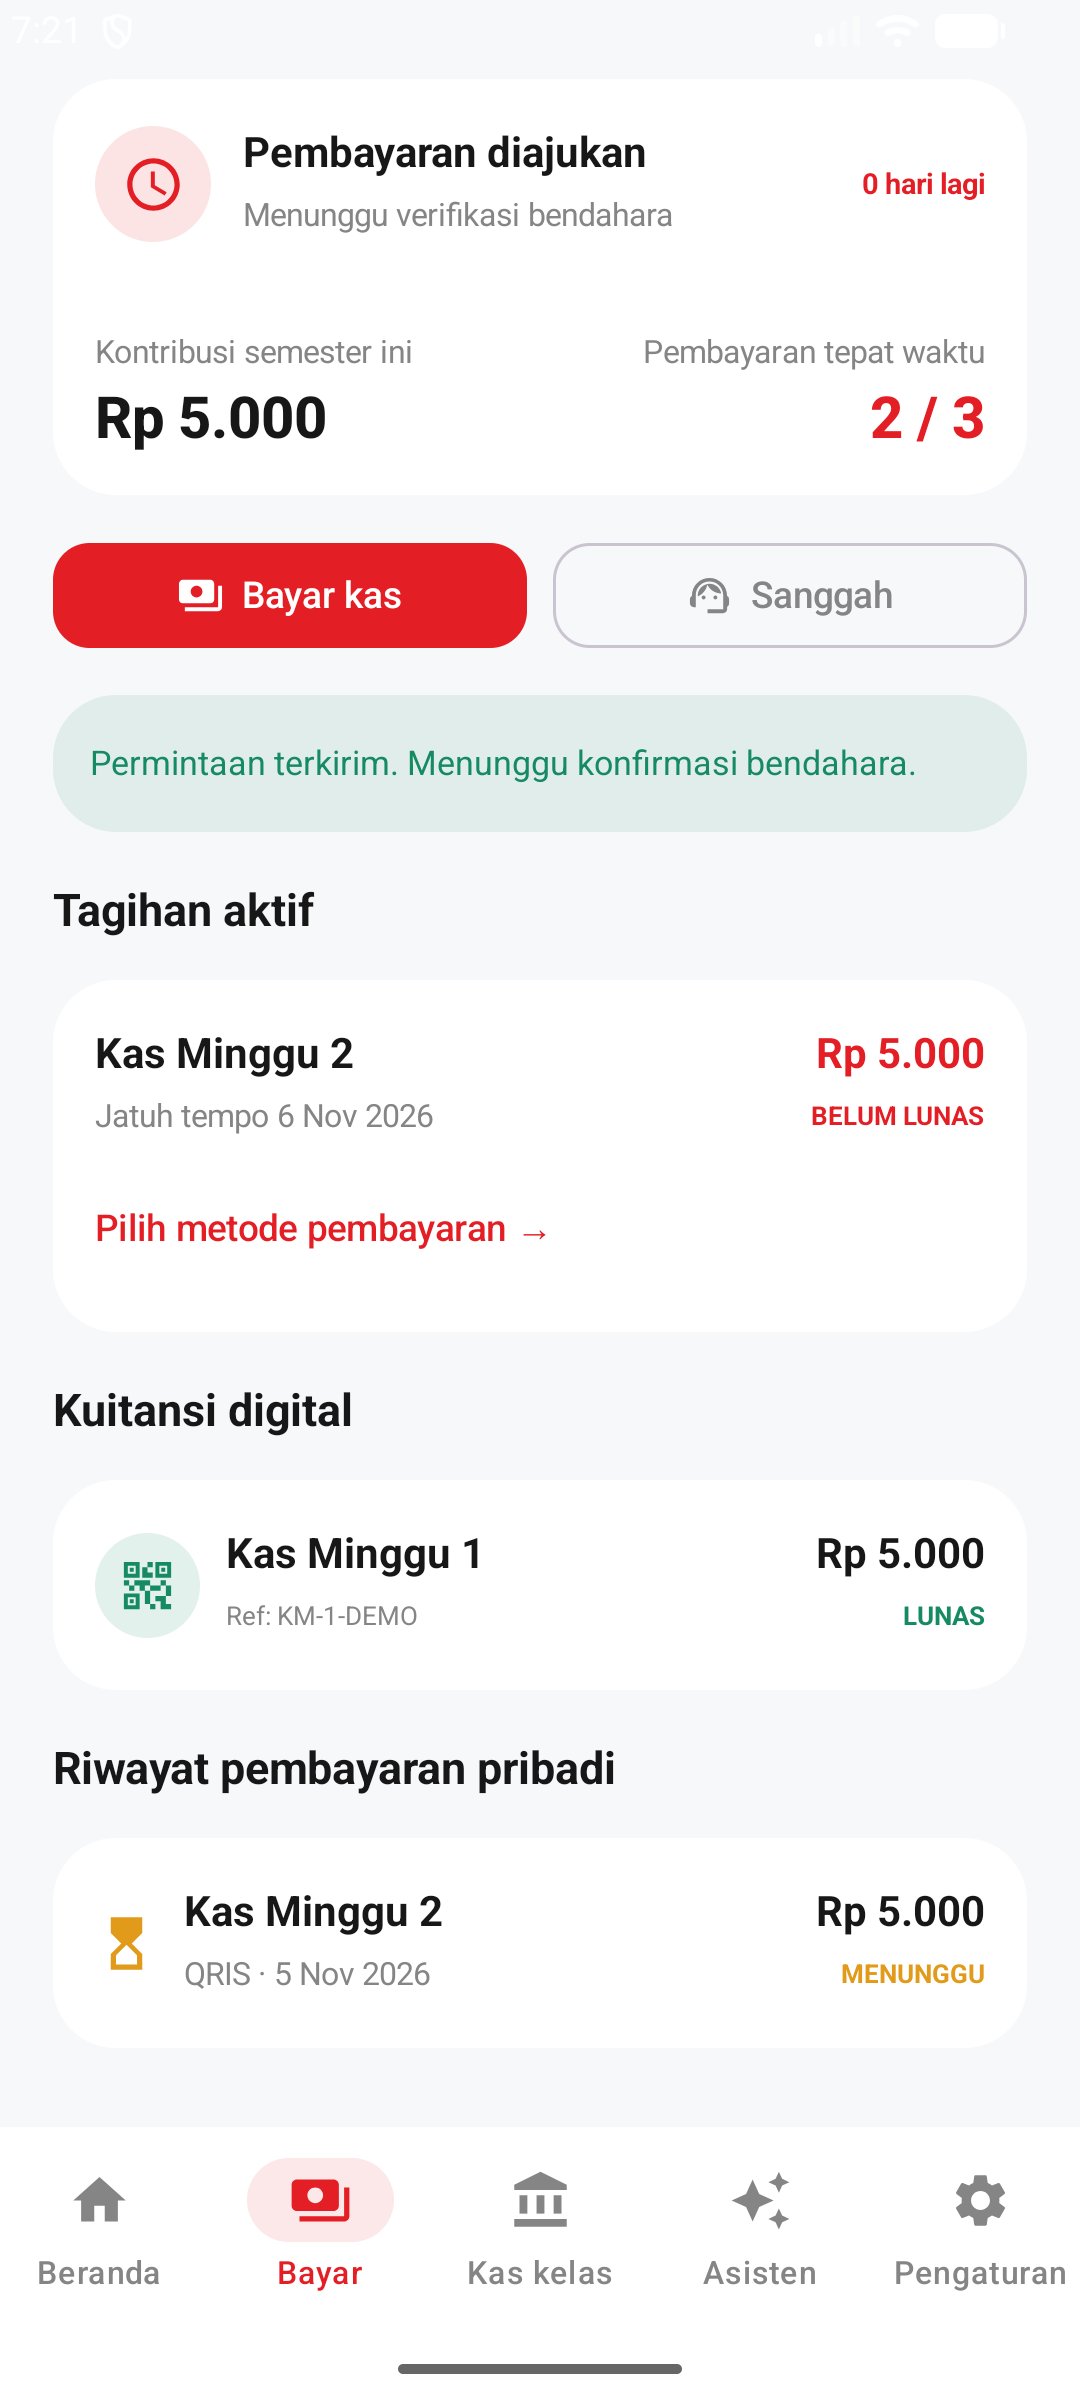 7:21
Pembayaran diajukan
Menunggu verifikasi bendahara
0 hari lagi
Kontribusi semester ini
Rp 5.000
Pembayaran tepat waktu
2 / 3
Bayar kas
Sanggah
Permintaan terkirim. Menunggu konfirmasi bendahara.
Tagihan aktif
Kas Minggu 2
Jatuh tempo 6 Nov 2026
Rp 5.000
BELUM LUNAS
Pilih metode pembayaran →
Kuitansi digital
Kas Minggu 1
Ref: KM-1-DEMO
Rp 5.000
LUNAS
Riwayat pembayaran pribadi
Kas Minggu 2
QRIS · 5 Nov 2026
Rp 5.000
MENUNGGU
Beranda
Bayar
Kas kelas
Asisten
Pengaturan